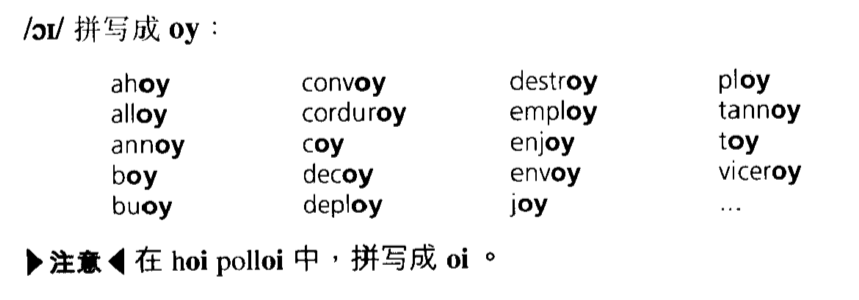 /ɔɪ/ 拼写成 oy：
ahoy convoy destroy ploy
alloy corduroy employ tannoy
annoy coy enjoy toy
boy decoy envoy viceroy
buoy deploy joy …
▶注意◀ 在 hoi polloi 中，拼写成 oi 。